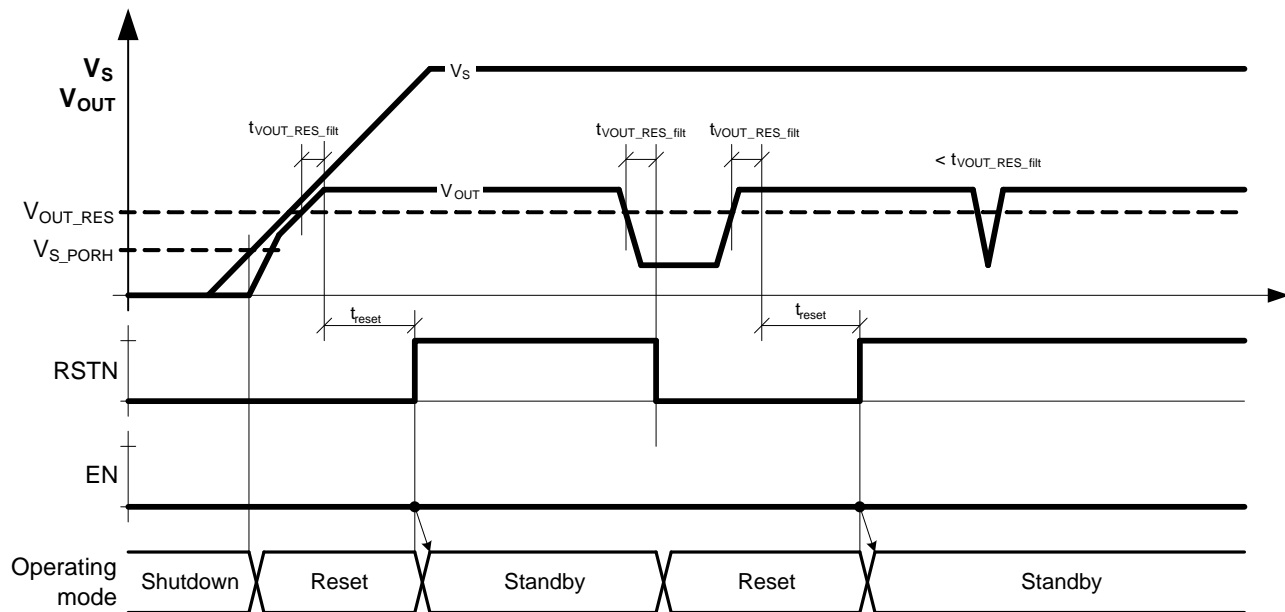 VS
VOUT
VS
tVOUT_RES_filt
tVOUT_RES_filt
tVOUT_RES_filt
< tVOUT_RES_filt
VOUT
VOUT_RES
VS_PORH
treset
treset
RSTN
EN
Operating
mode
Shutdown
Reset
Standby
Reset
Standby